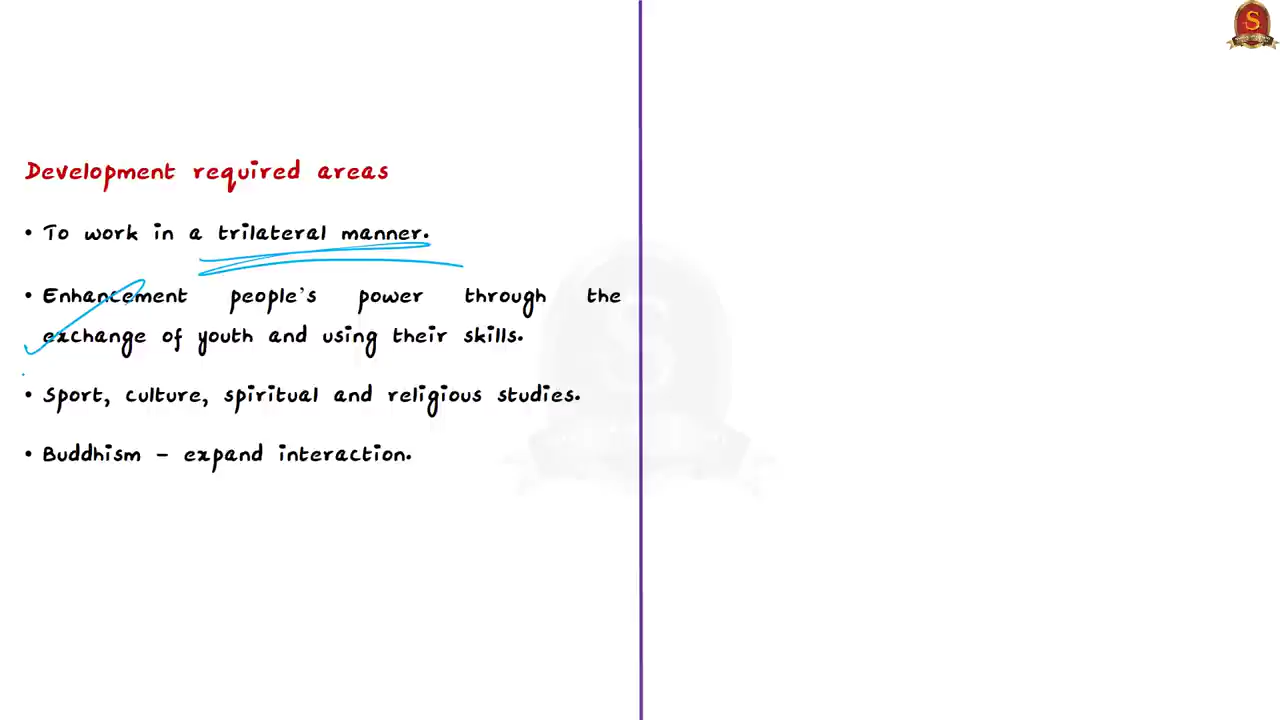 Development required areas
• To work in a trilateral manner.
• Enhancement people's power through the
exchange of youth and using their skills.
• Sport, culture, spiritual and religious studies.
• Buddhism – expand interaction.
S